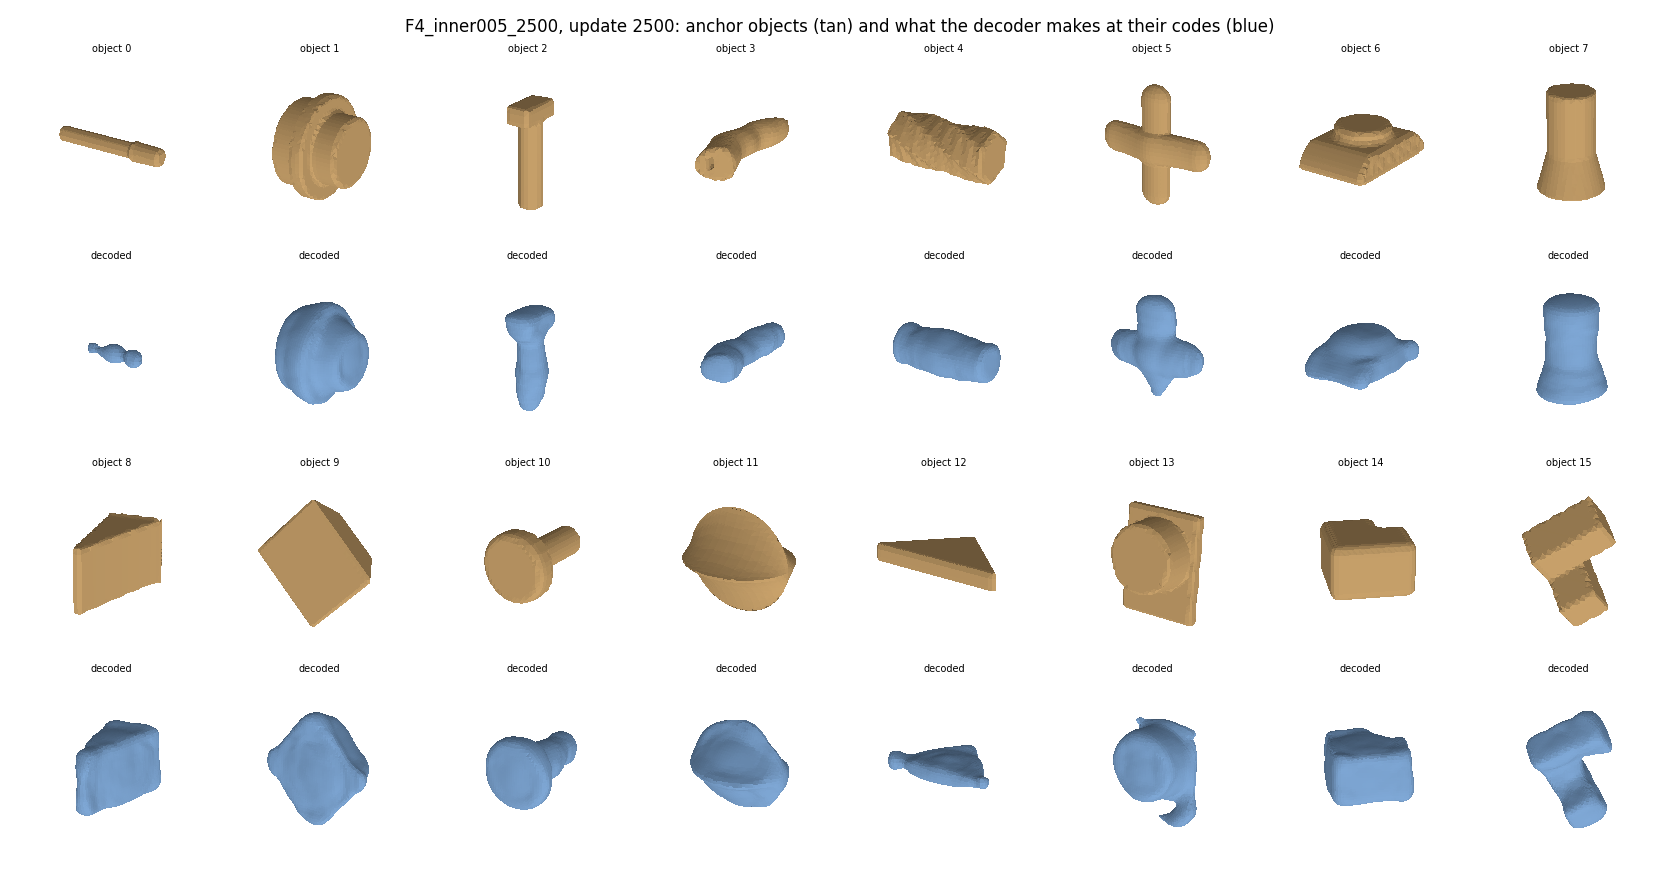 F4_inner005_2500, update 2500: anchor objects (tan) and what the decoder makes at their codes (blue)
object 0 object 1 object 2 object 3 object 4 object 5 object 6 object 7
decoded decoded decoded decoded decoded decoded decoded decoded
object 8 object 9 object 10 object 11 object 12 object 13 object 14 object 15
decoded decoded decoded decoded decoded decoded decoded decoded